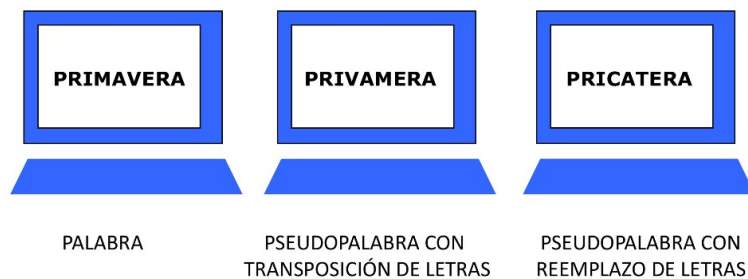 PRIMAVERA
PRIVAMERA
PRICATERA
PALABRA
PSEUDOPALABRA CON
TRANSPOSICIÓN DE LETRAS
PSEUDOPALABRA CON
REEMPLAZO DE LETRAS